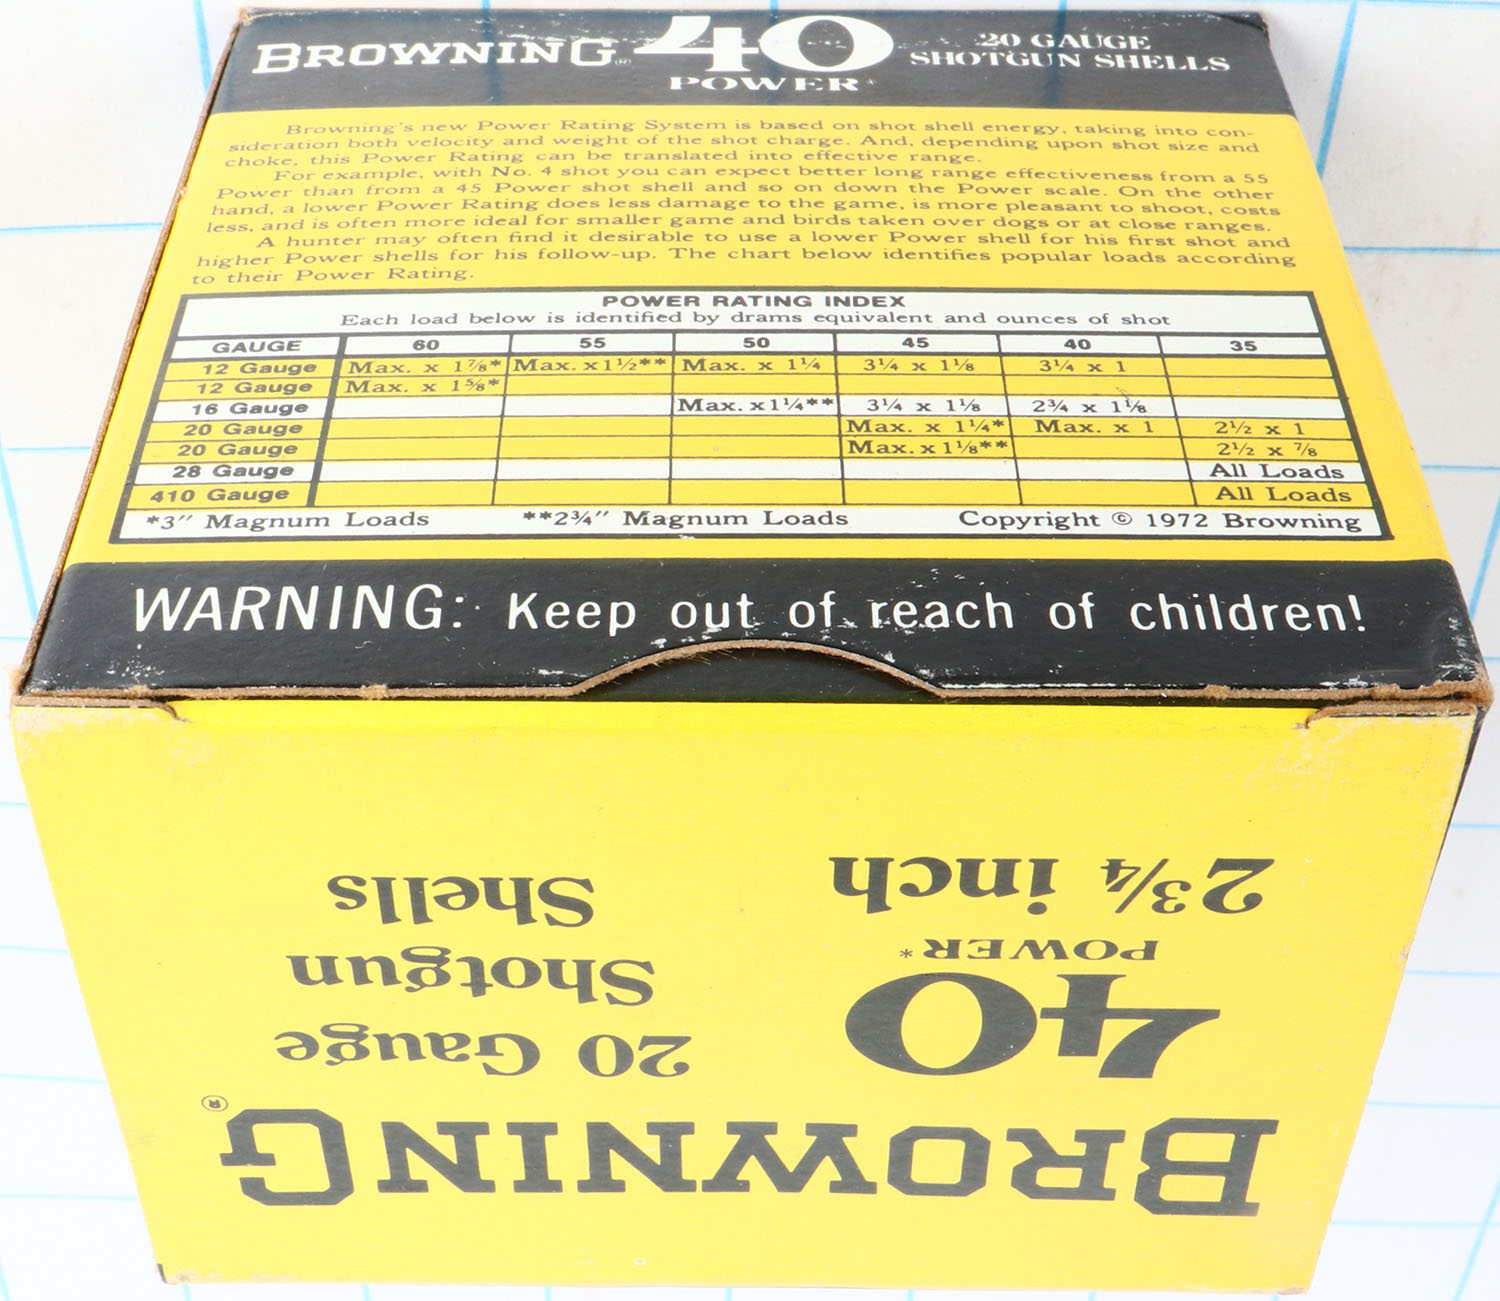 BROWNING® 40 POWER* 20 GAUGE SHOTGUN SHELLS
Browning's new Power Rating System is based on shot shell energy, taking into con-
sideration both velocity and weight of the shot charge. And, depending upon shot size and
choke, this Power Rating can be translated into effective range.
For example, with No. 4 shot you can expect better long range effectiveness from a 55
Power than from a 45 Power shot shell and so on down the Power scale. On the other
hand, a lower Power Rating does less damage to the game, is more pleasant to shoot, costs
less, and is often more ideal for smaller game and birds taken over dogs or at close ranges.
A hunter may often find it desirable to use a lower Power shell for his first shot and
higher Power shells for his follow-up. The chart below identifies popular loads according
to their Power Rating.
POWER RATING INDEX
Each load below is identified by drams equivalent and ounces of shot
GAUGE 60 55 50 45 40 35
12 Gauge Max. x 1⅞* Max. x1½** Max. x 1¼ 3¼ x 1⅛ 3¼ x 1
12 Gauge Max. x 1⅝*
16 Gauge Max. x1¼** 3¼ x 1⅛ 2¾ x 1⅛
20 Gauge Max. x 1¼* Max. x 1 2½ x 1
20 Gauge Max. x 1⅛** 2½ x ⅞
28 Gauge All Loads
410 Gauge All Loads
*3" Magnum Loads **2¾" Magnum Loads Copyright © 1972 Browning
WARNING: Keep out of reach of children!
BROWNING®
40 POWER*
2¾ inch
20 Gauge
Shotgun
Shells